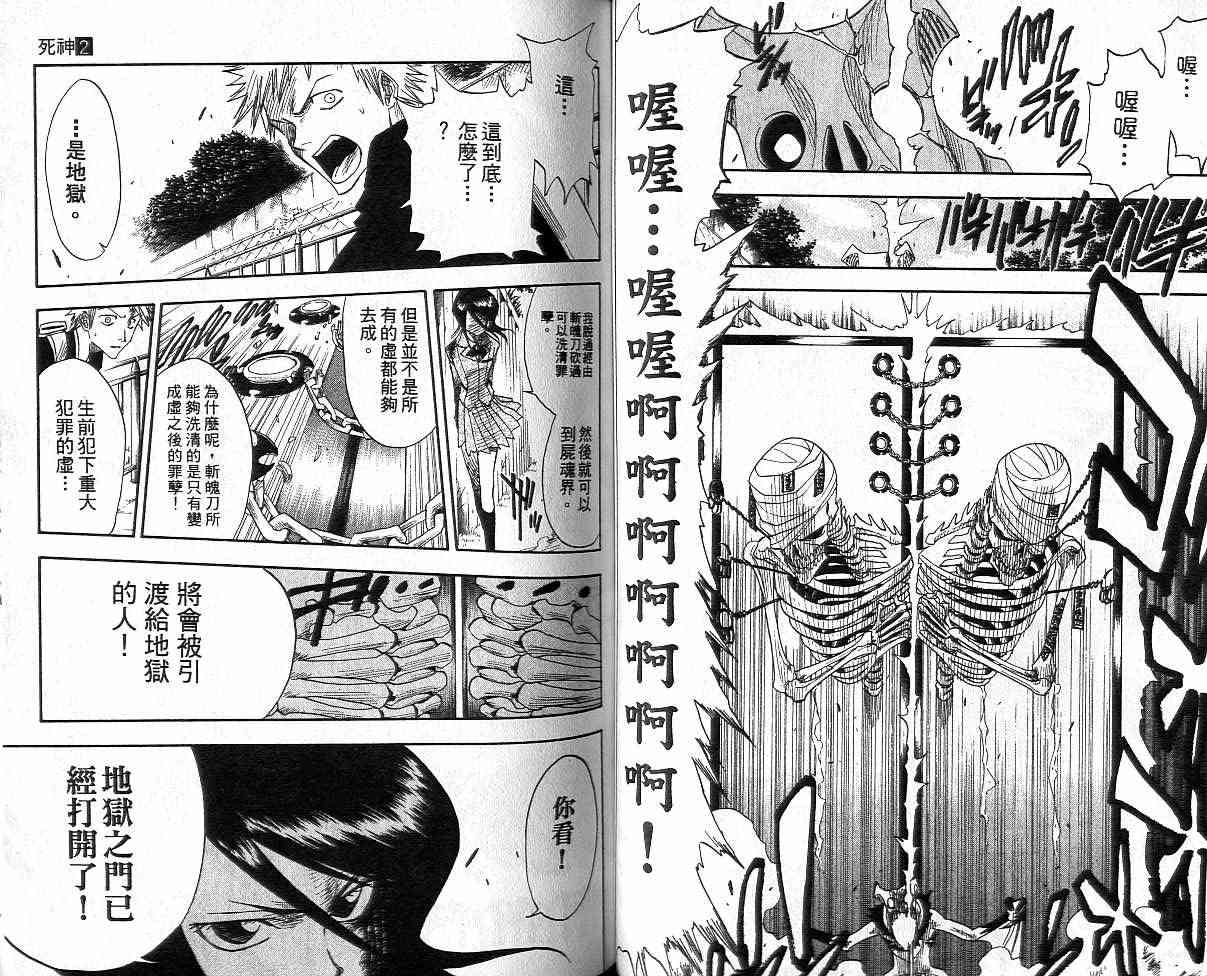 喔…
喔喔…
喔喔…喔喔啊啊啊啊啊啊啊！
死神2
這…
這到底…
怎麼了…
？
…是地獄。
我說過經由
斬魄刀砍過
可以洗清罪
孽。
然後就可以
到屍魂界。
但是並不是所
有的虛都能夠
去成。
為什麼呢，斬魄刀所
能夠洗清的是只有變
成虛之後的罪孽！
生前犯下重大
犯罪的虛…
將會被引
渡給地獄
的人！
你看！
地獄之門已
經打開了！